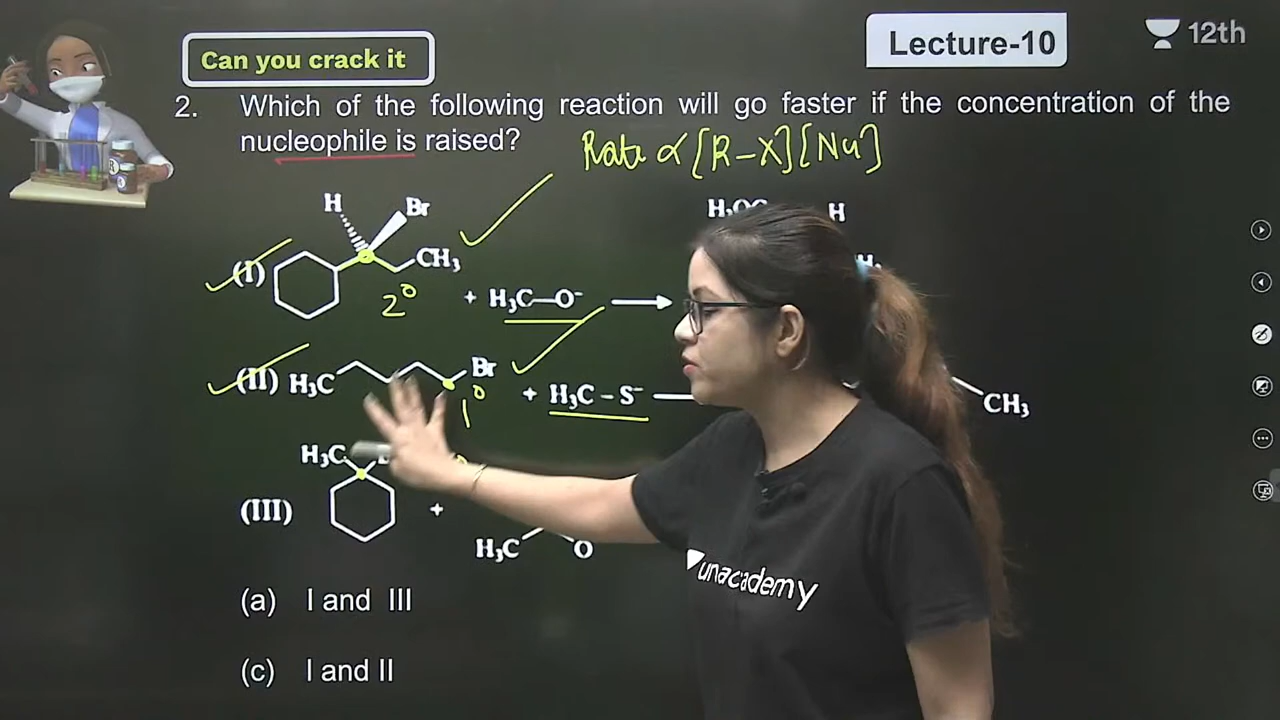 Can you crack it
Lecture-10
12th
2. Which of the following reaction will go faster if the concentration of the
nucleophile is raised?
Rate ∝ [R-X][Nu]
H Br
H
(I) CH₃
2°
+ H₃C—O⁻
(II) H₃C Br
1°
+ H₃C – S⁻
CH₃
H₃C
(III) +
H₃C O
(a) I and III
(c) I and II
unacademy